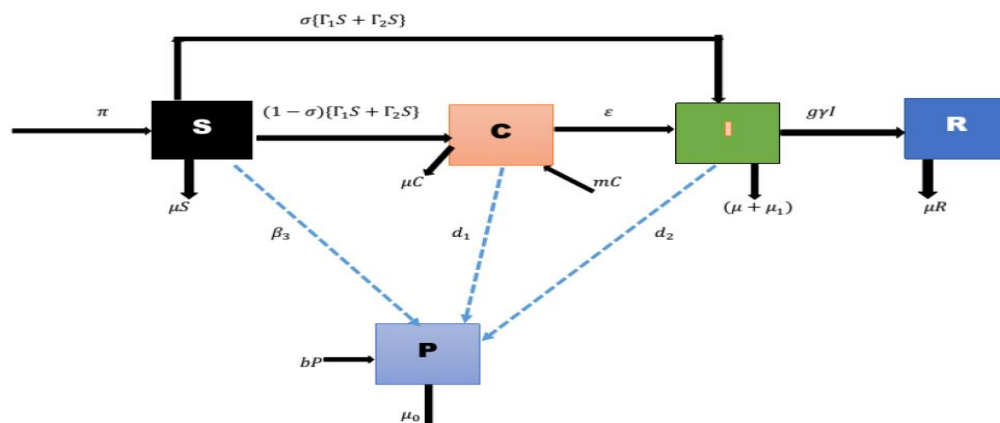 σ{Γ₁S + Γ₂S}
π
S
(1 − σ){Γ₁S + Γ₂S}
C
ε
I
gγI
R
μS
μC
mC
(μ + μ₁)
μR
β₃
d₁
d₂
P
bP
μ₀